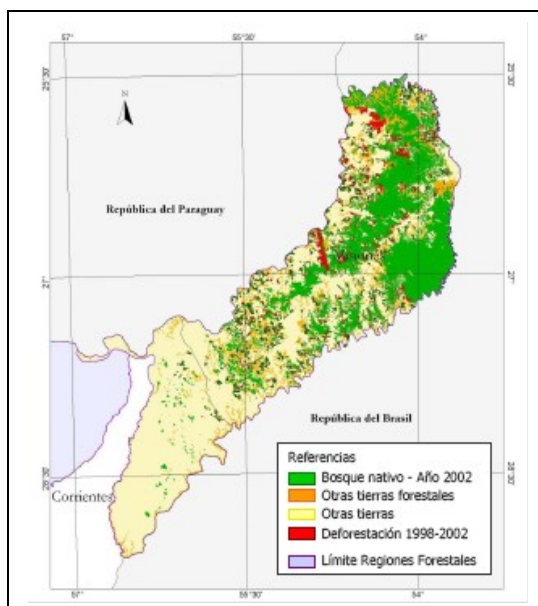 57° 55°30' 54°
25°30' 25°30'
N
República del Paraguay
27° 27°
República del Brasil
Referencias
Bosque nativo - Año 2002
Otras tierras forestales
Otras tierras
Deforestación 1998-2002
Límite Regiones Forestales
28°30' 28°30'
Corrientes
57° 55°30' 54°